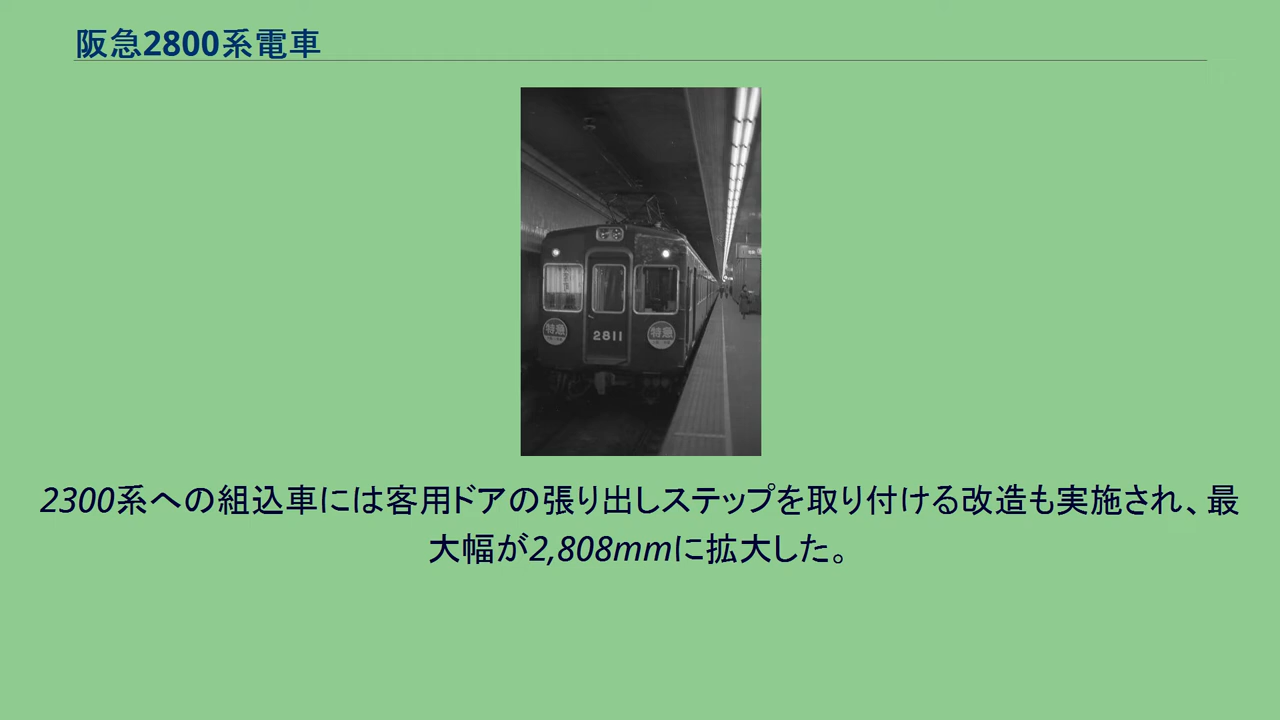 阪急2800系電車
特急
2811
特急
2300系への組込車には客用ドアの張り出しステップを取り付ける改造も実施され、最
大幅が2,808mmに拡大した。